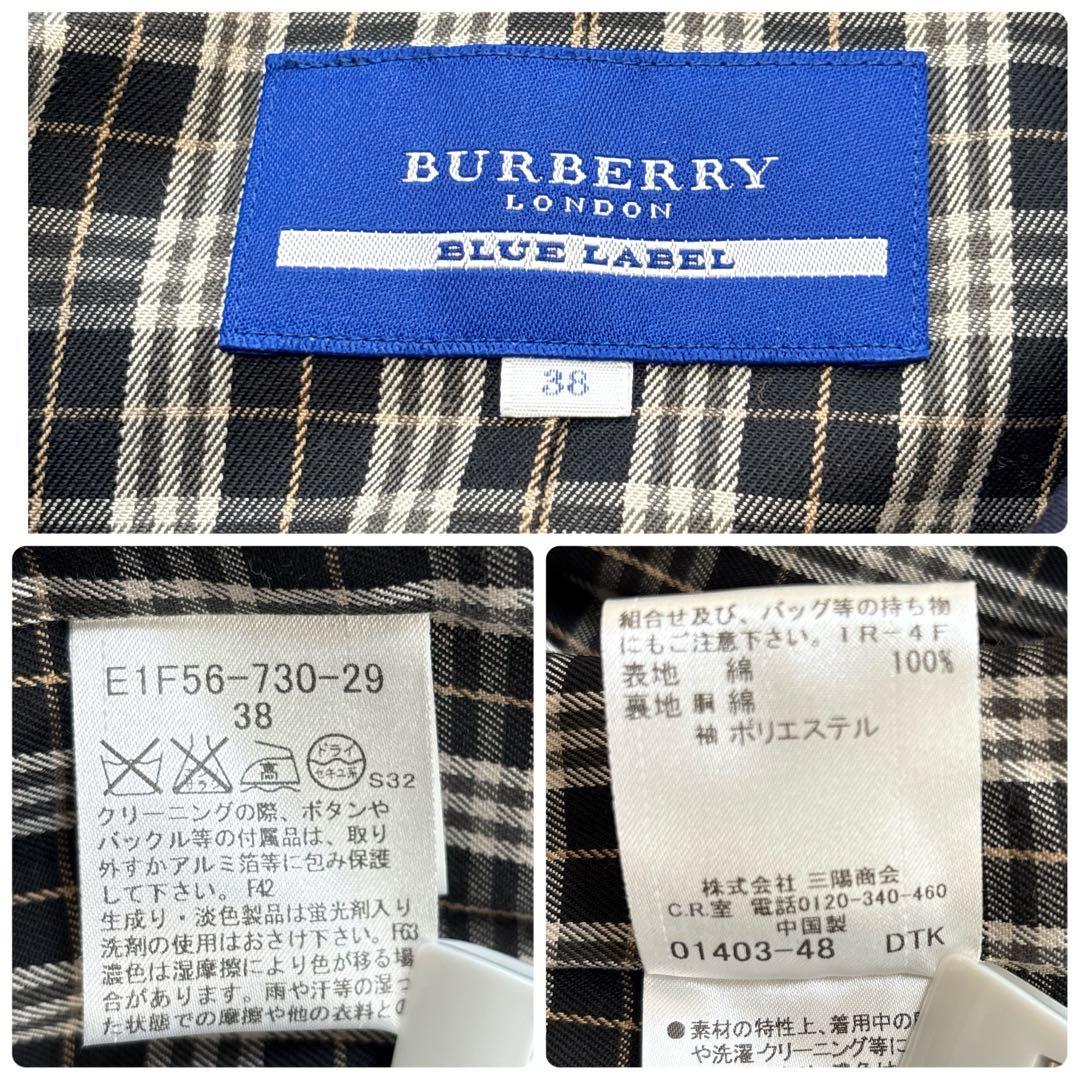 BURBERRY
LONDON
BLUE LABEL
38
E1F56-730-29
38
サラシ
高
ドライ
セキユ系
S32
クリーニングの際、ボタンや
バックル等の付属品は、取り
外すかアルミ箔等に包み保護
して下さい。F42
生成り・淡色製品は蛍光剤入り
洗剤の使用はおさけ下さい。F63
濃色は湿摩擦により色が移る場
合があります。雨や汗等の湿っ
た状態での摩擦や他の衣料との
組合せ及び、バッグ等の持ち物
にもご注意下さい。IR-4F
表地 綿 100%
裏地 胴 綿
袖 ポリエステル
株式会社 三陽商会
C.R.室 電話0120-340-460
中国製
01403-48 DTK
●素材の特性上、着用中の
や洗濯・クリーニング等に